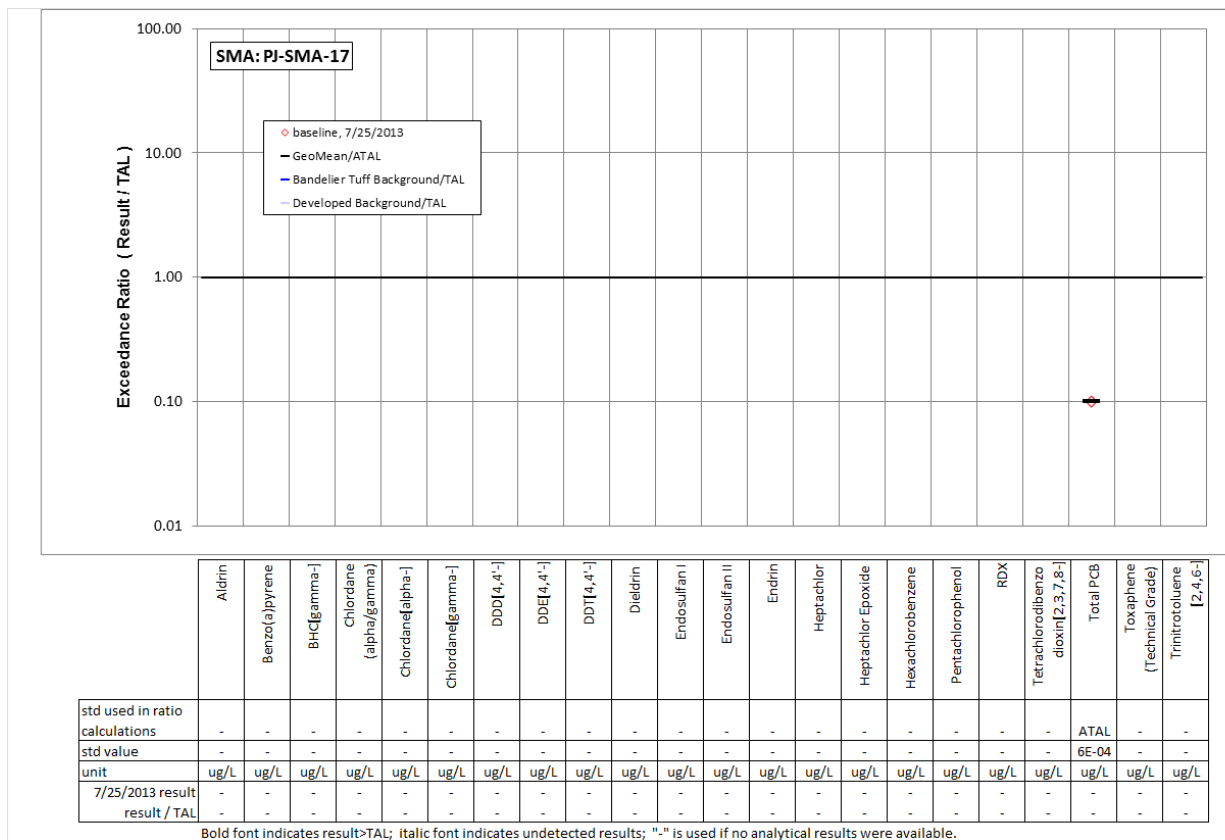 100.00
SMA: PJ-SMA-17
baseline, 7/25/2013
GeoMean/ATAL
Bandelier Tuff Background/TAL
Developed Background/TAL
10.00
1.00
0.10
0.01
Exceedance Ratio ( Result / TAL )
Aldrin
Benzo(a)pyrene
BHC[gamma-]
Chlordane
(alpha/gamma)
Chlordane[alpha-]
Chlordane[gamma-]
DDD[4,4'-]
DDE[4,4'-]
DDT[4,4'-]
Dieldrin
Endosulfan I
Endosulfan II
Endrin
Heptachlor
Heptachlor Epoxide
Hexachlorobenzene
Pentachlorophenol
RDX
Tetrachlorodibenzo
dioxin[2,3,7,8-]
Total PCB
Toxaphene
(Technical Grade)
Trinitrotoluene
[2,4,6-]
std used in ratio
calculations - - - - - - - - - - - - - - - - - - - ATAL - -
std value - - - - - - - - - - - - - - - - - - - 6E-04 - -
unit ug/L ug/L ug/L ug/L ug/L ug/L ug/L ug/L ug/L ug/L ug/L ug/L ug/L ug/L ug/L ug/L ug/L ug/L ug/L ug/L ug/L ug/L
7/25/2013 result - - - - - - - - - - - - - - - - - - - - - -
result / TAL - - - - - - - - - - - - - - - - - - - - - -
Bold font indicates result>TAL; italic font indicates undetected results; "-" is used if no analytical results were available.